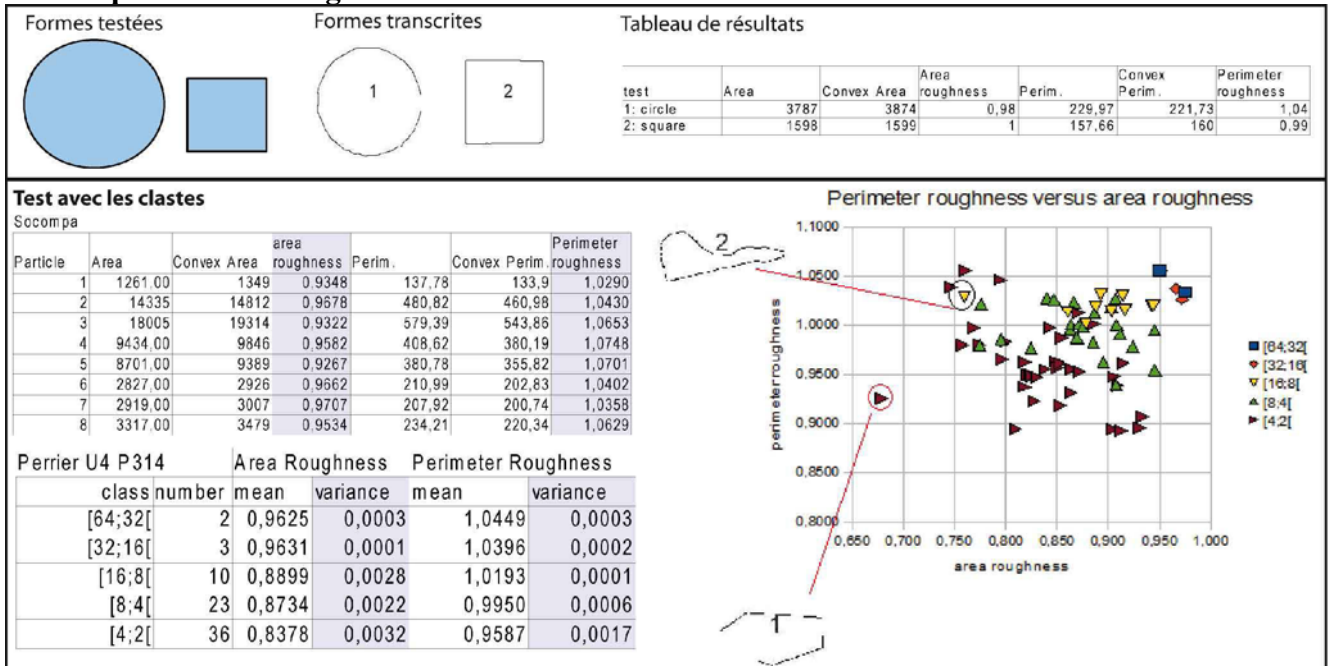 Formes testées
Formes transcrites
1
2
Tableau de résultats
test Area Convex Area Area roughness Perim. Convex Perim. Perimeter roughness
1: circle 3787 3874 0,98 229,97 221,73 1,04
2: square 1598 1599 1 157,66 160 0,99
Test avec les clastes
Socompa
Particle Area Convex Area area roughness Perim. Convex Perim. Perimeter roughness
1 1261,00 1349 0,9348 137,78 133,9 1,0290
2 14335 14812 0,9678 480,82 460,98 1,0430
3 18005 19314 0,9322 579,39 543,86 1,0653
4 9434,00 9846 0,9582 408,62 380,19 1,0748
5 8701,00 9389 0,9267 380,78 355,82 1,0701
6 2827,00 2926 0,9662 210,99 202,83 1,0402
7 2919,00 3007 0,9707 207,92 200,74 1,0358
8 3317,00 3479 0,9534 234,21 220,34 1,0629
Perrier U4 P314 Area Roughness Perimeter Roughness
class number mean variance mean variance
[64;32[ 2 0,9625 0,0003 1,0449 0,0003
[32;16[ 3 0,9631 0,0001 1,0396 0,0002
[16;8[ 10 0,8899 0,0028 1,0193 0,0001
[8;4[ 23 0,8734 0,0022 0,9950 0,0006
[4;2[ 36 0,8378 0,0032 0,9587 0,0017
Perimeter roughness versus area roughness
perimeter roughness
1,1000
1,0500
1,0000
0,9500
0,9000
0,8500
0,8000
0,650 0,700 0,750 0,800 0,850 0,900 0,950 1,000
area roughness
2
1
[64;32[
[32;16[
[16;8[
[8;4[
[4;2[